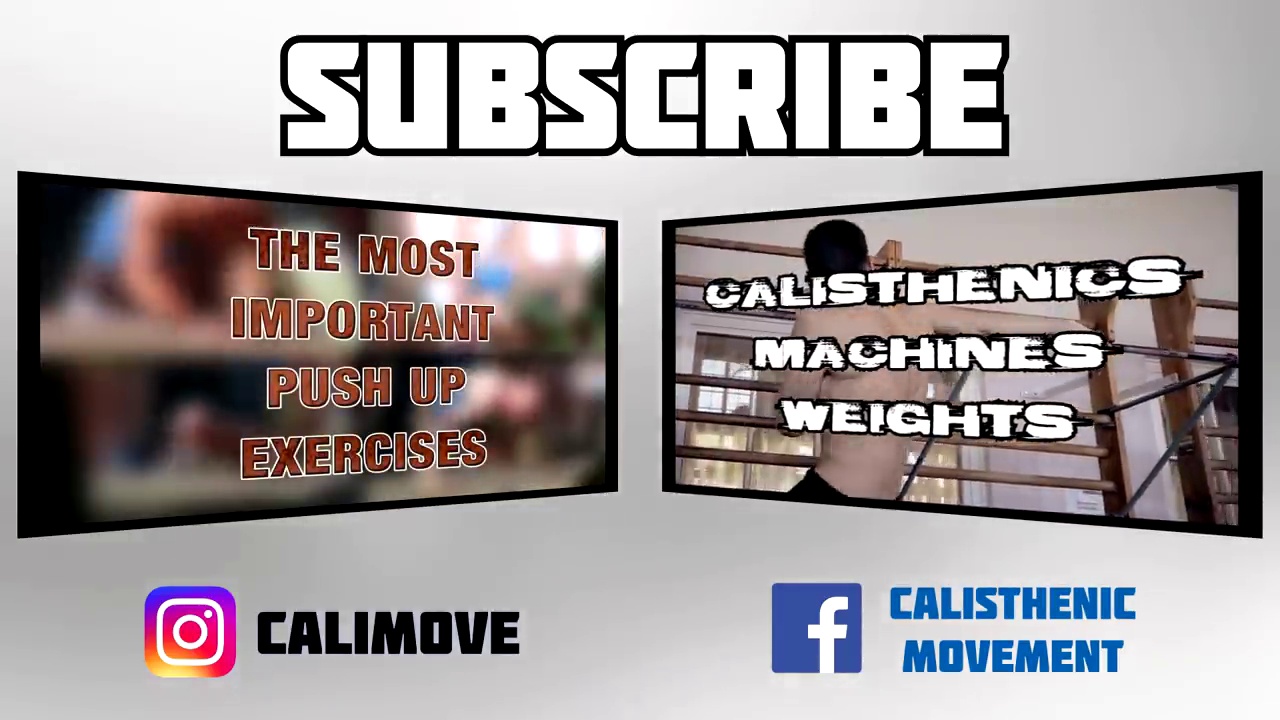 SUBSCRIBE
THE MOST
IMPORTANT
PUSH UP
EXERCISES
CALISTHENICS
MACHINES
WEIGHTS
CALIMOVE
CALISTHENIC
MOVEMENT